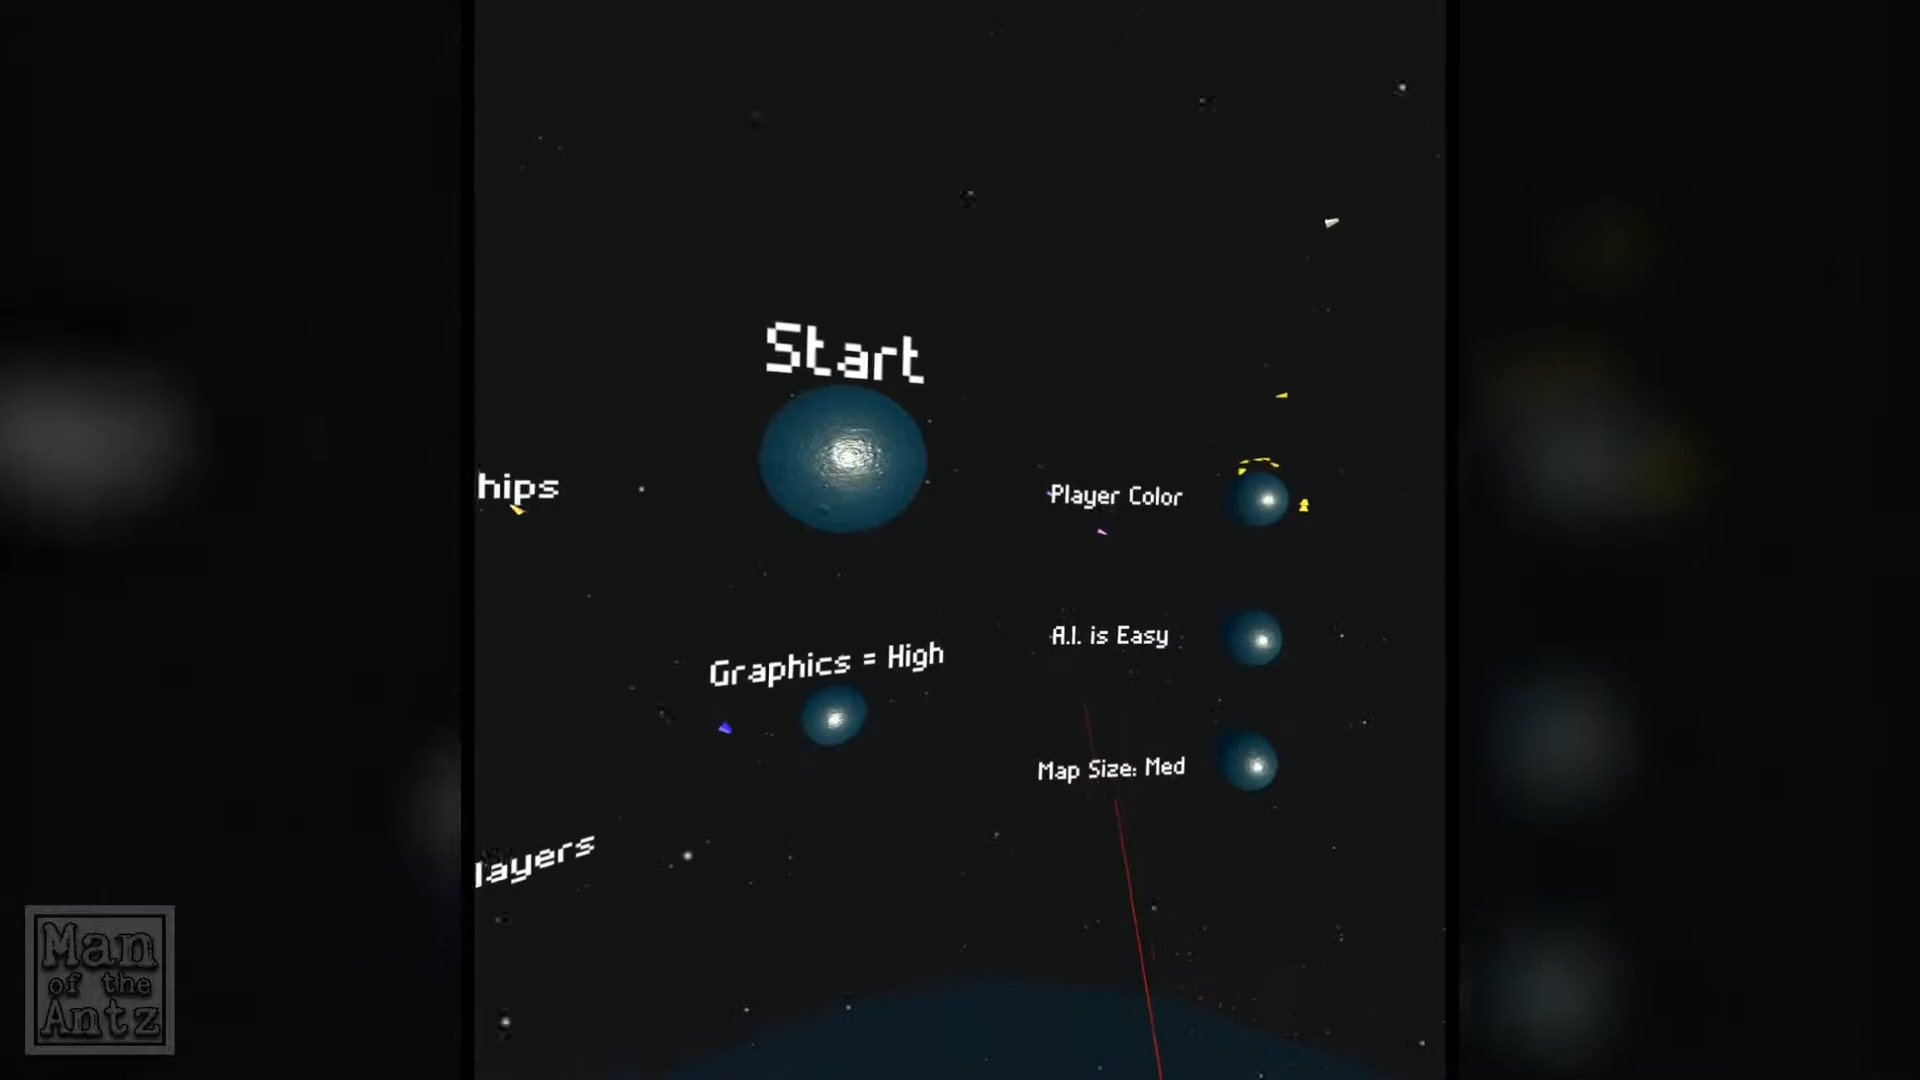 Start
hips
Player Color
A.I. is Easy
Graphics = High
Map Size: Med
layers
Man
of the
Antz